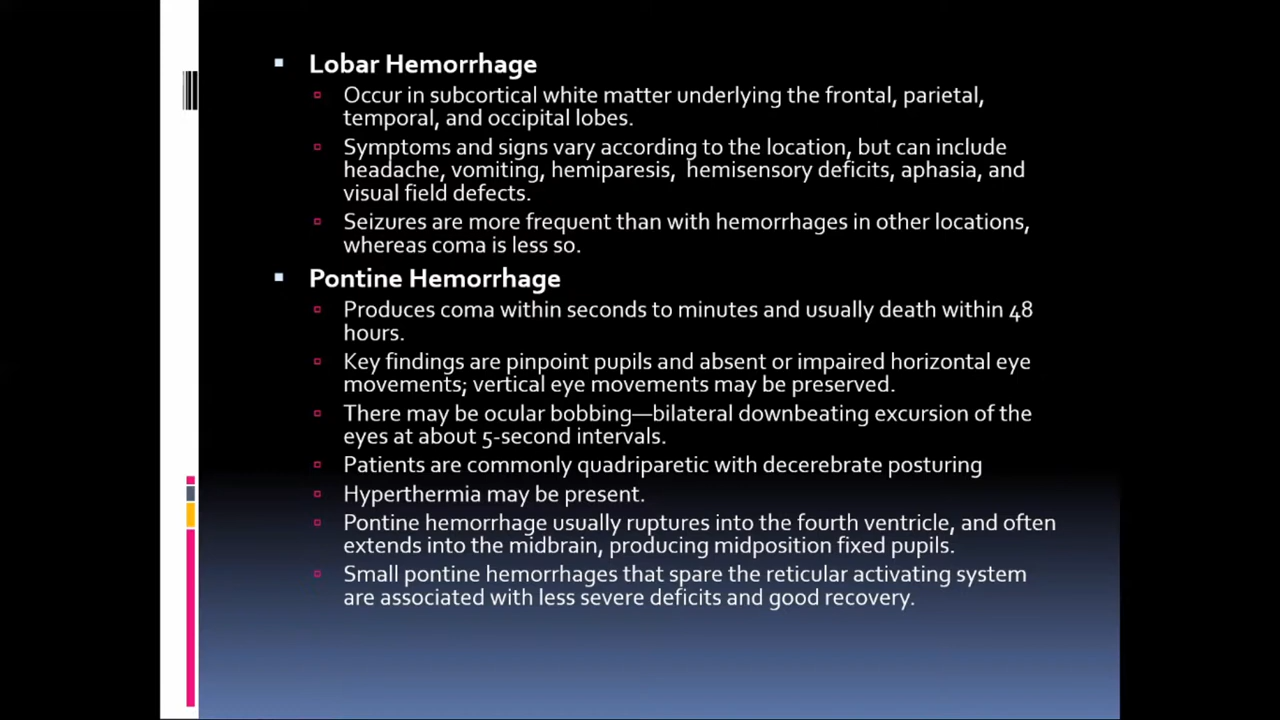 Lobar Hemorrhage
Occur in subcortical white matter underlying the frontal, parietal,
temporal, and occipital lobes.
Symptoms and signs vary according to the location, but can include
headache, vomiting, hemiparesis,  hemisensory deficits, aphasia, and
visual field defects.
Seizures are more frequent than with hemorrhages in other locations,
whereas coma is less so.
Pontine Hemorrhage
Produces coma within seconds to minutes and usually death within 48
hours.
Key findings are pinpoint pupils and absent or impaired horizontal eye
movements; vertical eye movements may be preserved.
There may be ocular bobbing—bilateral downbeating excursion of the
eyes at about 5-second intervals.
Patients are commonly quadriparetic with decerebrate posturing
Hyperthermia may be present.
Pontine hemorrhage usually ruptures into the fourth ventricle, and often
extends into the midbrain, producing midposition fixed pupils.
Small pontine hemorrhages that spare the reticular activating system
are associated with less severe deficits and good recovery.